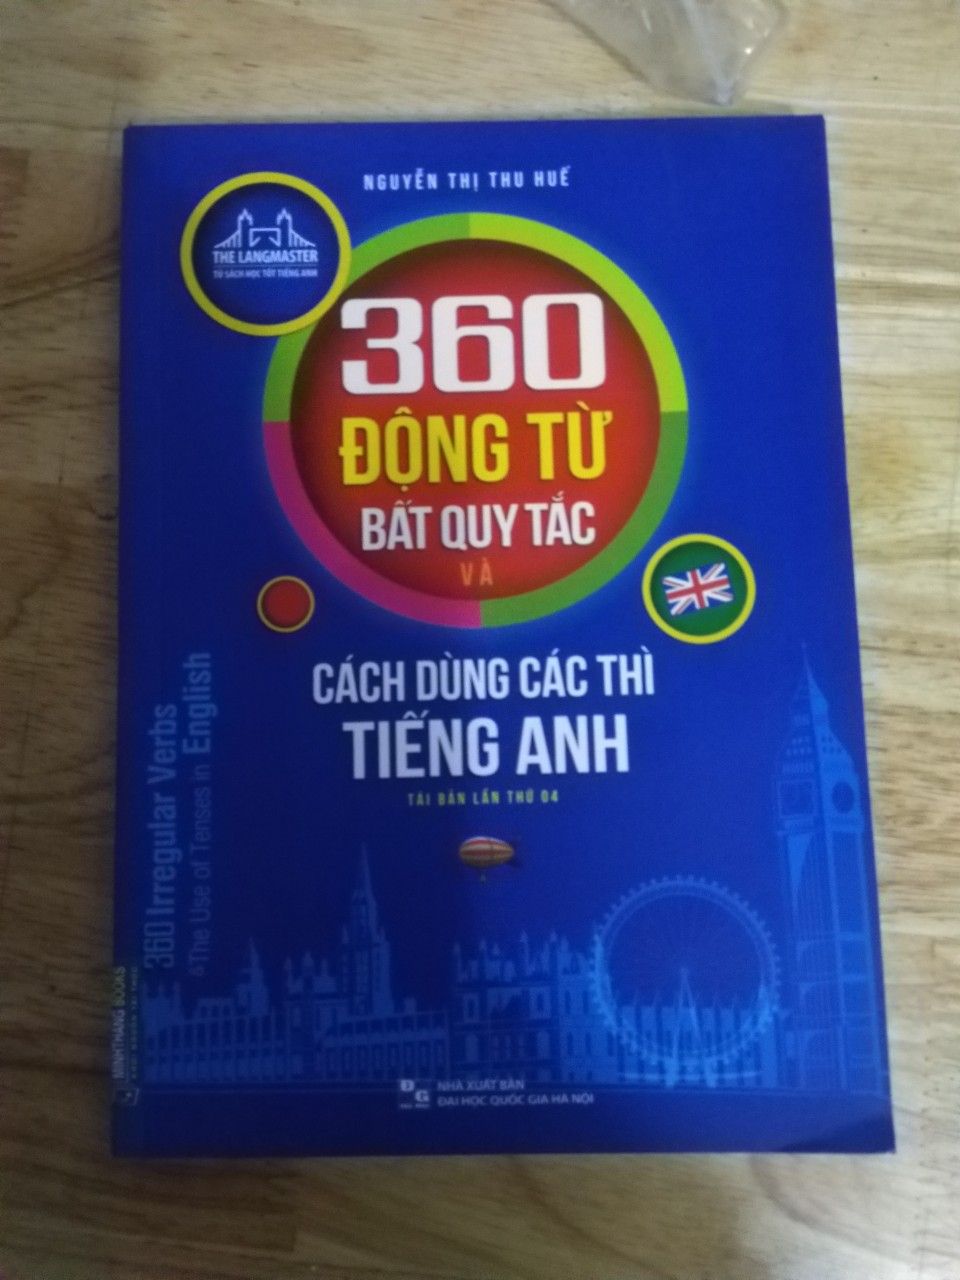 NGUYỄN THỊ THU HUẾ
THE LANGMASTER
TỦ SÁCH HỌC TỐT TIẾNG ANH
360
ĐỘNG TỪ
BẤT QUY TẮC
VÀ
CÁCH DÙNG CÁC THÌ
TIẾNG ANH
TÁI BẢN LẦN THỨ 04
360 Irregular Verbs
&The Use of Tenses in English
MINHTHANG BOOKS
NHÀ XUẤT BẢN
ĐẠI HỌC QUỐC GIA HÀ NỘI